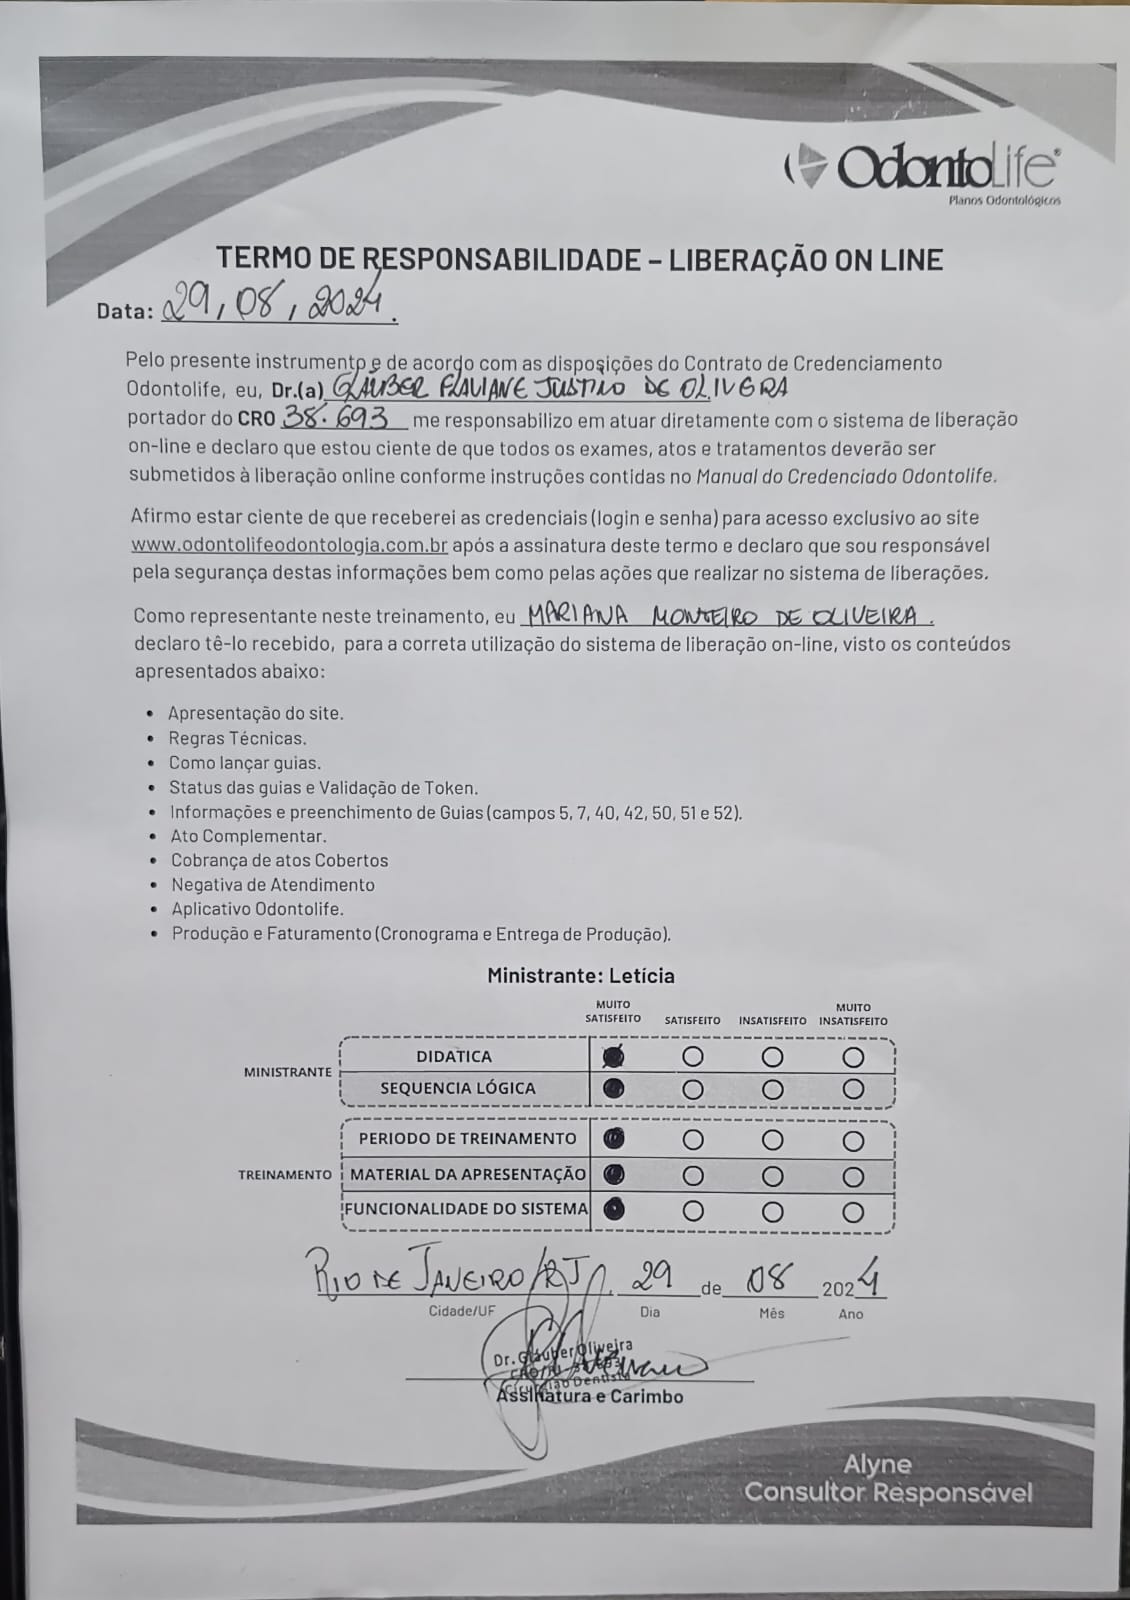 OdontoLife®
Planos Odontológicos
TERMO DE RESPONSABILIDADE – LIBERAÇÃO ON LINE
Data: 29, 08, 2024.
Pelo presente instrumento e de acordo com as disposições do Contrato de Credenciamento
Odontolife, eu, Dr.(a) GLAUBER FLAVIANE JUSTINO DE OLIVEIRA
portador do CRO 38.693 me responsabilizo em atuar diretamente com o sistema de liberação
on-line e declaro que estou ciente de que todos os exames, atos e tratamentos deverão ser
submetidos à liberação online conforme instruções contidas no Manual do Credenciado Odontolife.
Afirmo estar ciente de que receberei as credenciais (login e senha) para acesso exclusivo ao site
www.odontolifeodontologia.com.br após a assinatura deste termo e declaro que sou responsável
pela segurança destas informações bem como pelas ações que realizar no sistema de liberações.
Como representante neste treinamento, eu MARIANA MONTEIRO DE OLIVEIRA.
declaro tê-lo recebido, para a correta utilização do sistema de liberação on-line, visto os conteúdos
apresentados abaixo:
• Apresentação do site.
• Regras Técnicas.
• Como lançar guias.
• Status das guias e Validação de Token.
• Informações e preenchimento de Guias (campos 5, 7, 40, 42, 50, 51 e 52).
• Ato Complementar.
• Cobrança de atos Cobertos
• Negativa de Atendimento
• Aplicativo Odontolife.
• Produção e Faturamento (Cronograma e Entrega de Produção).
Ministrante: Letícia
MUITO SATISFEITO SATISFEITO INSATISFEITO MUITO INSATISFEITO
MINISTRANTE
DIDATICA
SEQUENCIA LÓGICA
TREINAMENTO
PERIODO DE TREINAMENTO
MATERIAL DA APRESENTAÇÃO
FUNCIONALIDADE DO SISTEMA
RIO DE JANEIRO/RJ, 29 de 08 2024
Cidade/UF Dia Mês Ano
Dr. Glauber Oliveira
Cirurgião Dentista
Assinatura e Carimbo
Alyne
Consultor Responsável